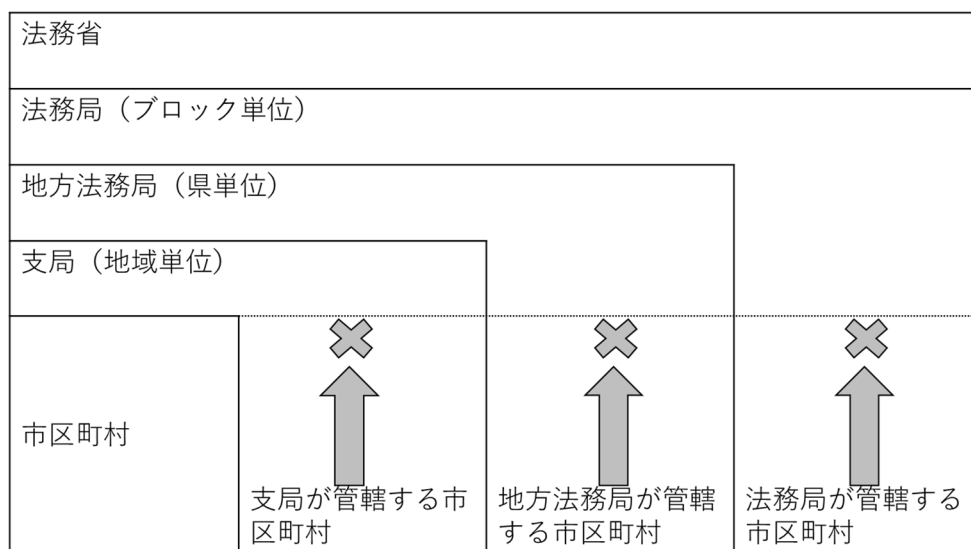 法務省
法務局（ブロック単位）
地方法務局（県単位）
支局（地域単位）
市区町村
支局が管轄する市
区町村
地方法務局が管轄
する市区町村
法務局が管轄する
市区町村